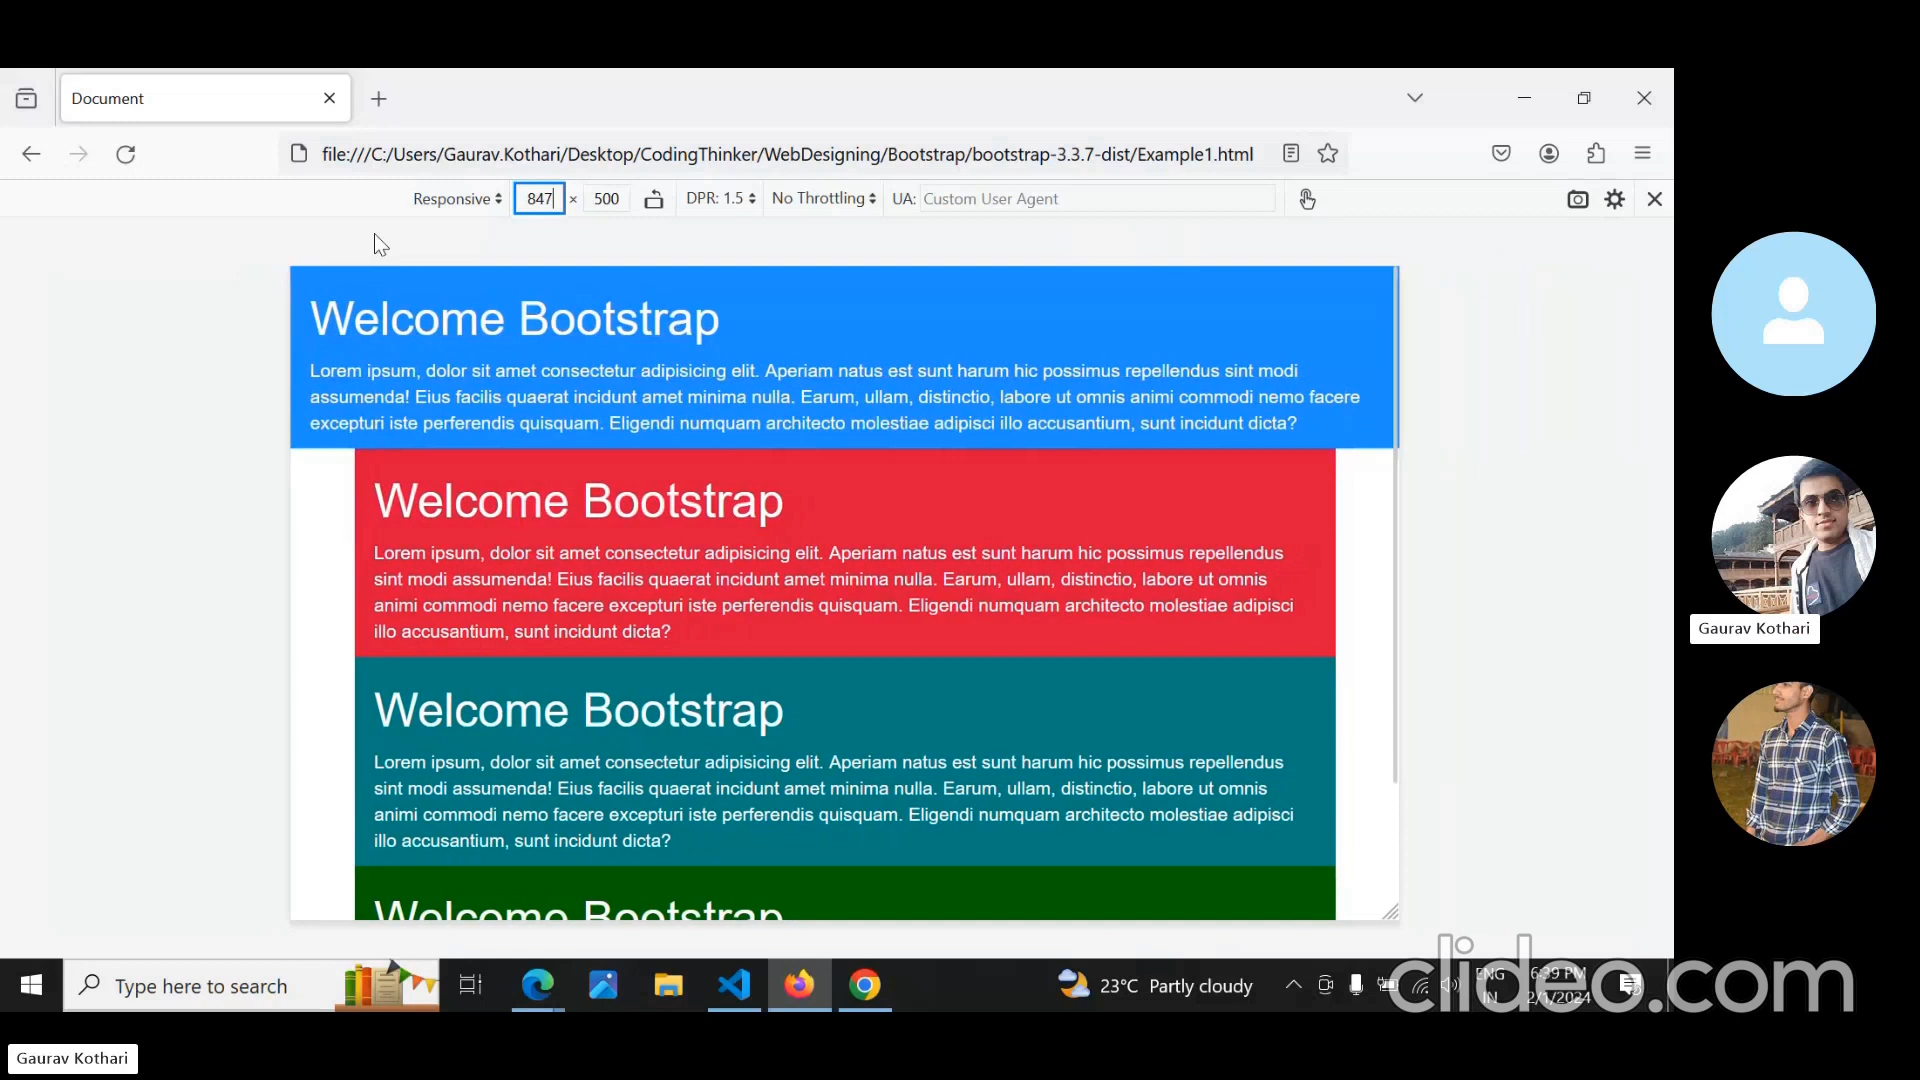 Document
file:///C:/Users/Gaurav.Kothari/Desktop/CodingThinker/WebDesigning/Bootstrap/bootstrap-3.3.7-dist/Example1.html
Responsive 847 × 500 DPR: 1.5 No Throttling UA: Custom User Agent
Welcome Bootstrap
Lorem ipsum, dolor sit amet consectetur adipisicing elit. Aperiam natus est sunt harum hic possimus repellendus sint modi
assumenda! Eius facilis quaerat incidunt amet minima nulla. Earum, ullam, distinctio, labore ut omnis animi commodi nemo facere
excepturi iste perferendis quisquam. Eligendi numquam architecto molestiae adipisci illo accusantium, sunt incidunt dicta?
Welcome Bootstrap
Lorem ipsum, dolor sit amet consectetur adipisicing elit. Aperiam natus est sunt harum hic possimus repellendus
sint modi assumenda! Eius facilis quaerat incidunt amet minima nulla. Earum, ullam, distinctio, labore ut omnis
animi commodi nemo facere excepturi iste perferendis quisquam. Eligendi numquam architecto molestiae adipisci
illo accusantium, sunt incidunt dicta?
Welcome Bootstrap
Lorem ipsum, dolor sit amet consectetur adipisicing elit. Aperiam natus est sunt harum hic possimus repellendus
sint modi assumenda! Eius facilis quaerat incidunt amet minima nulla. Earum, ullam, distinctio, labore ut omnis
animi commodi nemo facere excepturi iste perferendis quisquam. Eligendi numquam architecto molestiae adipisci
illo accusantium, sunt incidunt dicta?
Welcome Bootstrap
Gaurav Kothari
Type here to search
23°C Partly cloudy
ENG
IN
6:39 PM
2/1/2024
clideo.com
Gaurav Kothari